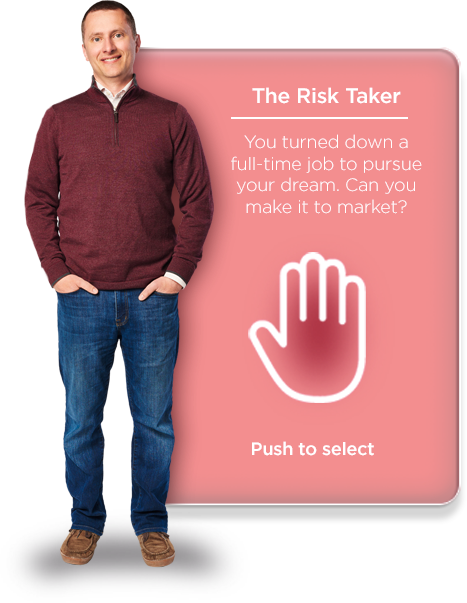 The Risk Taker
You turned down a
full-time job to pursue
your dream. Can you
make it to market?
Push to select